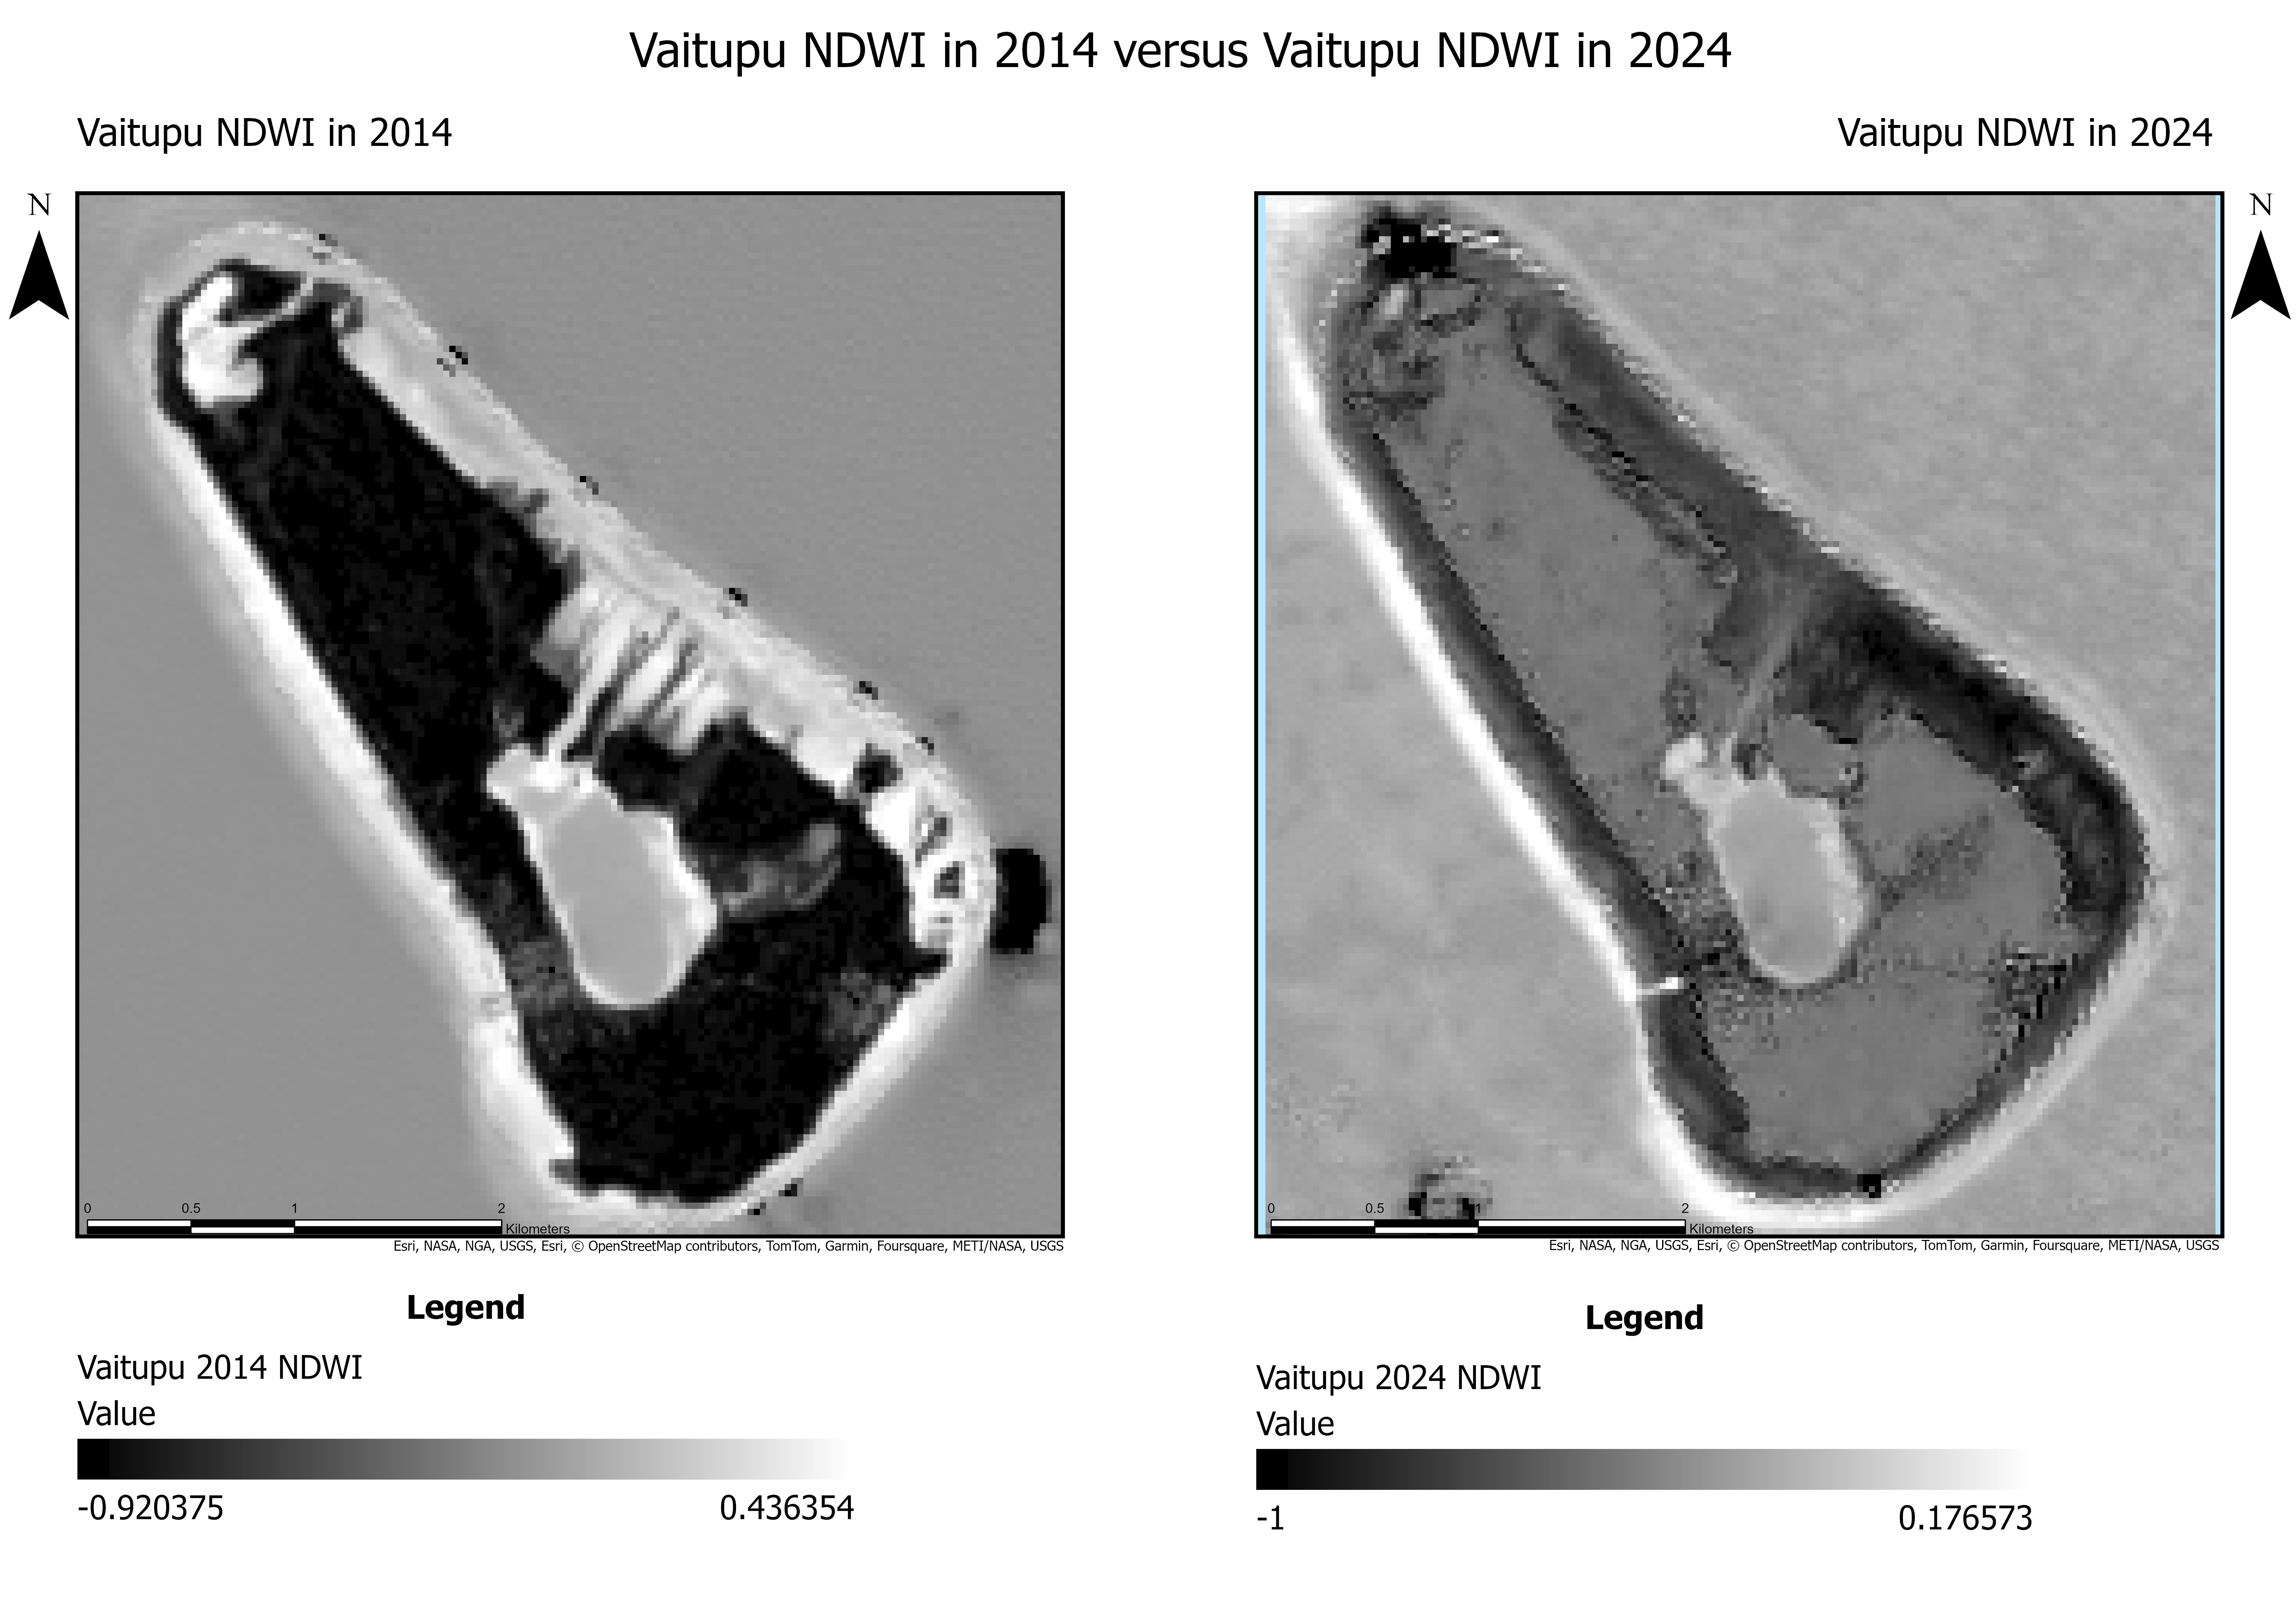 Vaitupu NDWI in 2014 versus Vaitupu NDWI in 2024
Vaitupu NDWI in 2014
Vaitupu NDWI in 2024
N
N
0 0.5 1 2
Kilometers
Esri, NASA, NGA, USGS, Esri, © OpenStreetMap contributors, TomTom, Garmin, Foursquare, METI/NASA, USGS
0 0.5 1 2
Kilometers
Esri, NASA, NGA, USGS, Esri, © OpenStreetMap contributors, TomTom, Garmin, Foursquare, METI/NASA, USGS
Legend
Vaitupu 2014 NDWI
Value
-0.920375 0.436354
Legend
Vaitupu 2024 NDWI
Value
-1 0.176573